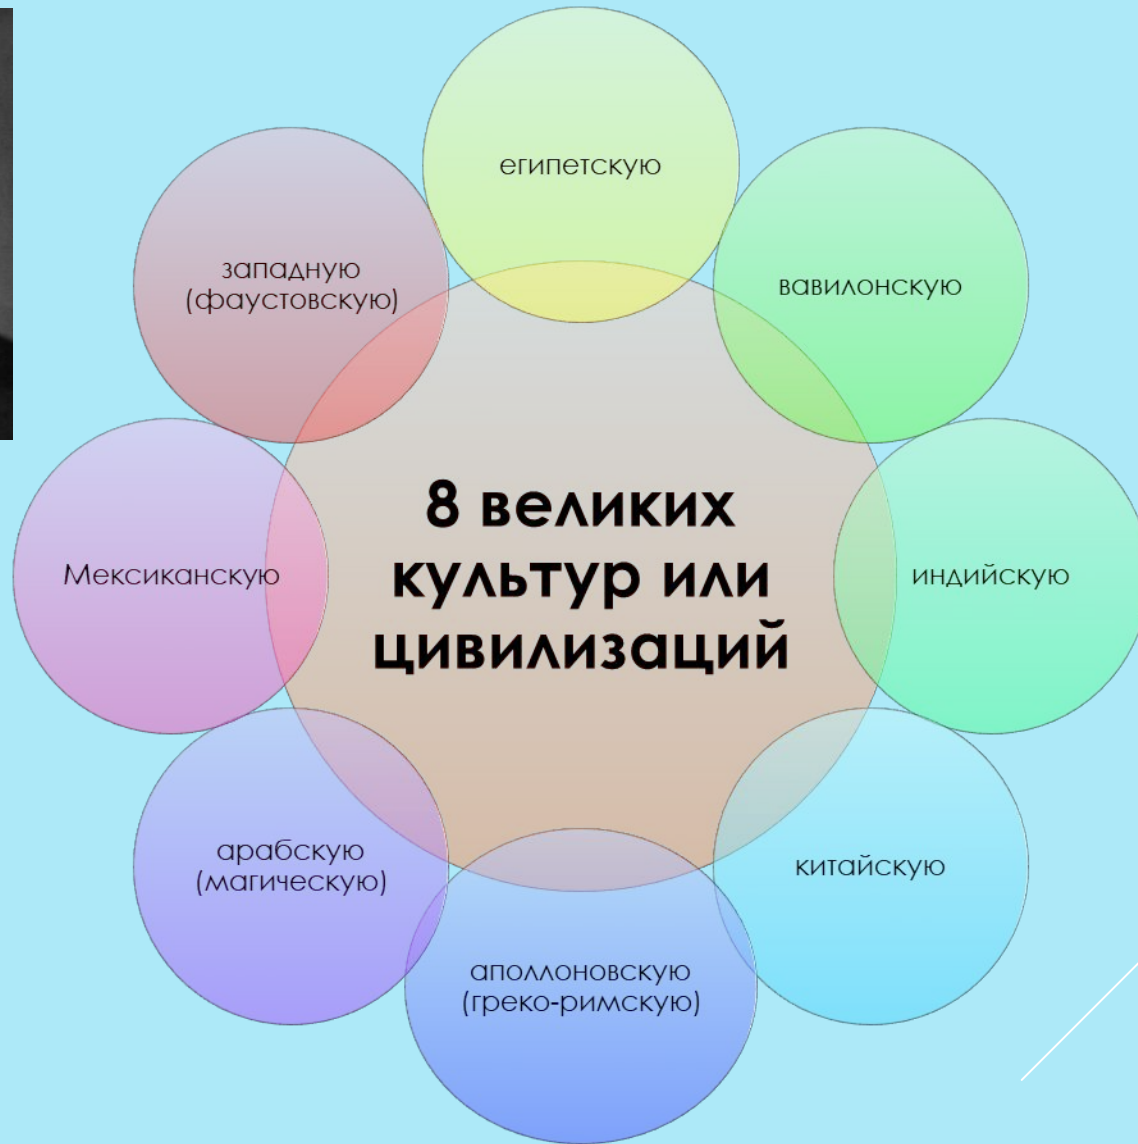 8 великих
культур или
цивилизаций
египетскую
вавилонскую
индийскую
китайскую
аполлоновскую
(греко-римскую)
арабскую
(магическую)
Мексиканскую
западную
(фаустовскую)